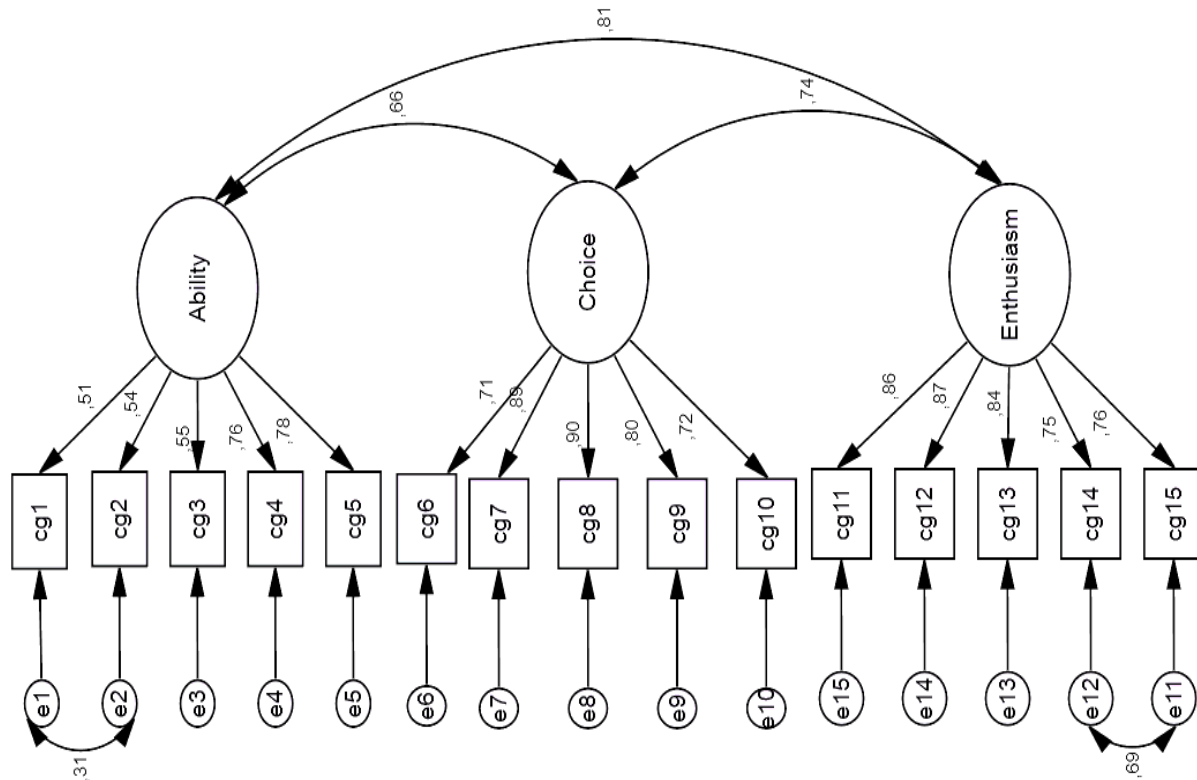 ,81
,66
,74
Ability
Choice
Enthusiasm
,51
,54
,55
,76
,78
,71
,89
,90
,80
,72
,86
,87
,84
,75
,76
cg1
cg2
cg3
cg4
cg5
cg6
cg7
cg8
cg9
cg10
cg11
cg12
cg13
cg14
cg15
e1
e2
e3
e4
e5
e6
e7
e8
e9
e10
e15
e14
e13
e12
e11
,31
,69